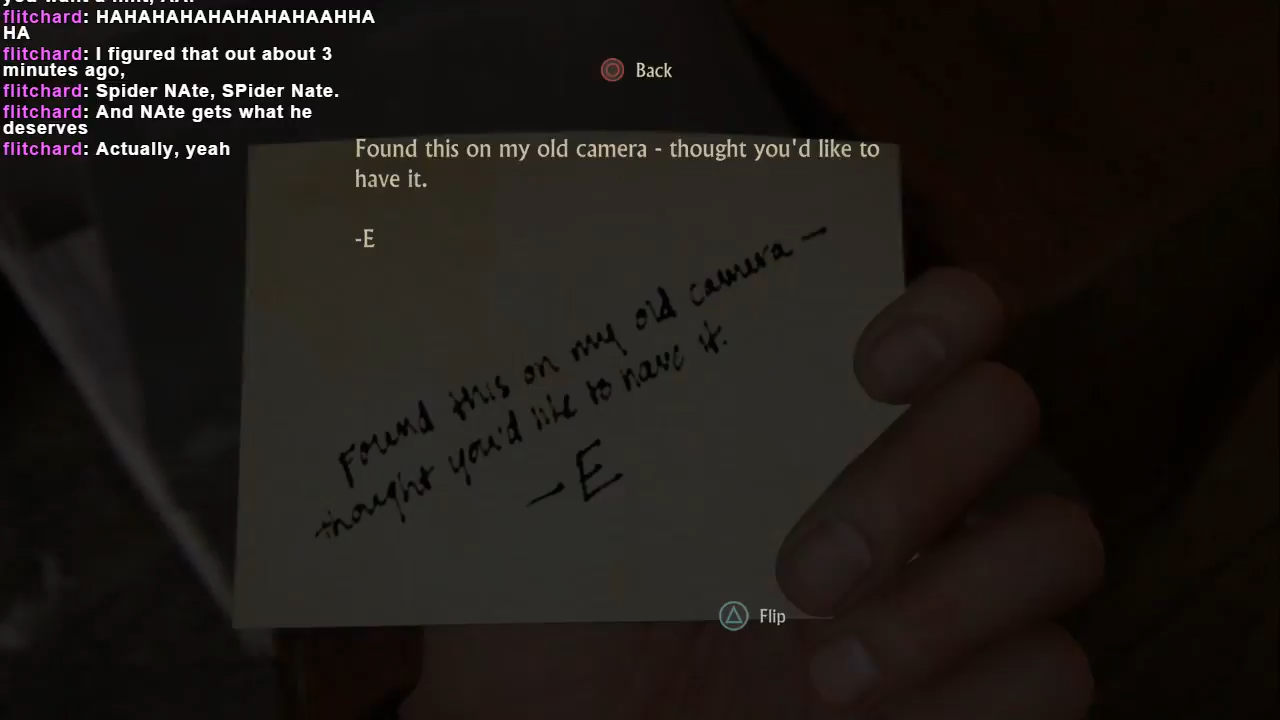 flitchard: HAHAHAHAHAHAHAHAAHHA
HA
flitchard: I figured that out about 3
minutes ago,
flitchard: Spider NAte, SPider Nate.
flitchard: And NAte gets what he
deserves
flitchard: Actually, yeah
Back
Found this on my old camera - thought you'd like to
have it.
-E
Found this on my old camera –
thought you'd like to have it.
– E
Flip